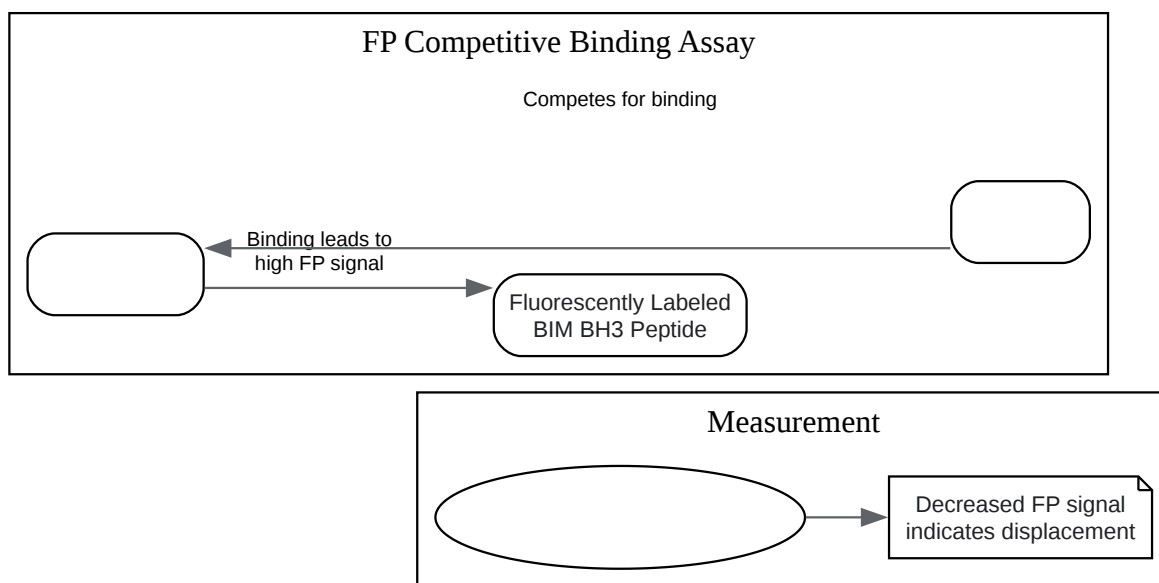 FP Competitive Binding Assay
Competes for binding
Binding leads to
high FP signal
Fluorescently Labeled
BIM BH3 Peptide
Measurement
Decreased FP signal
indicates displacement